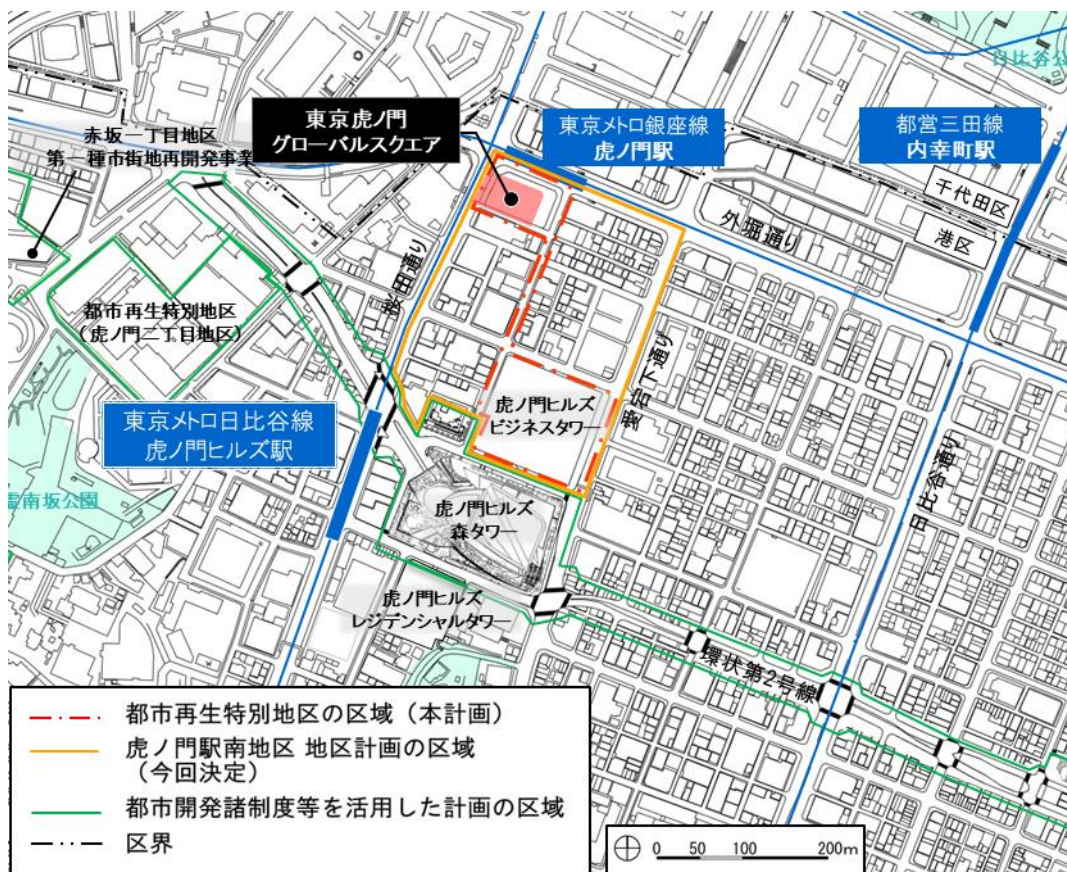 日比谷公
東京虎ノ門
グローバルスクエア
赤坂一丁目地区
第一種市街地再開発事業
東京メトロ銀座線
虎ノ門駅
都営三田線
内幸町駅
千代田区
港区
外堀通り
桜田通り
都市再生特別地区
(虎ノ門二丁目地区)
愛宕下通り
虎ノ門ヒルズ
ビジネスタワー
東京メトロ日比谷線
虎ノ門ヒルズ駅
日比谷通り
霊南坂公園
虎ノ門ヒルズ
森タワー
虎ノ門ヒルズ
レジデンシャルタワー
環状第2号線
都市再生特別地区の区域（本計画）
虎ノ門駅南地区 地区計画の区域
（今回決定）
都市開発諸制度等を活用した計画の区域
区界
0 50 100 200m